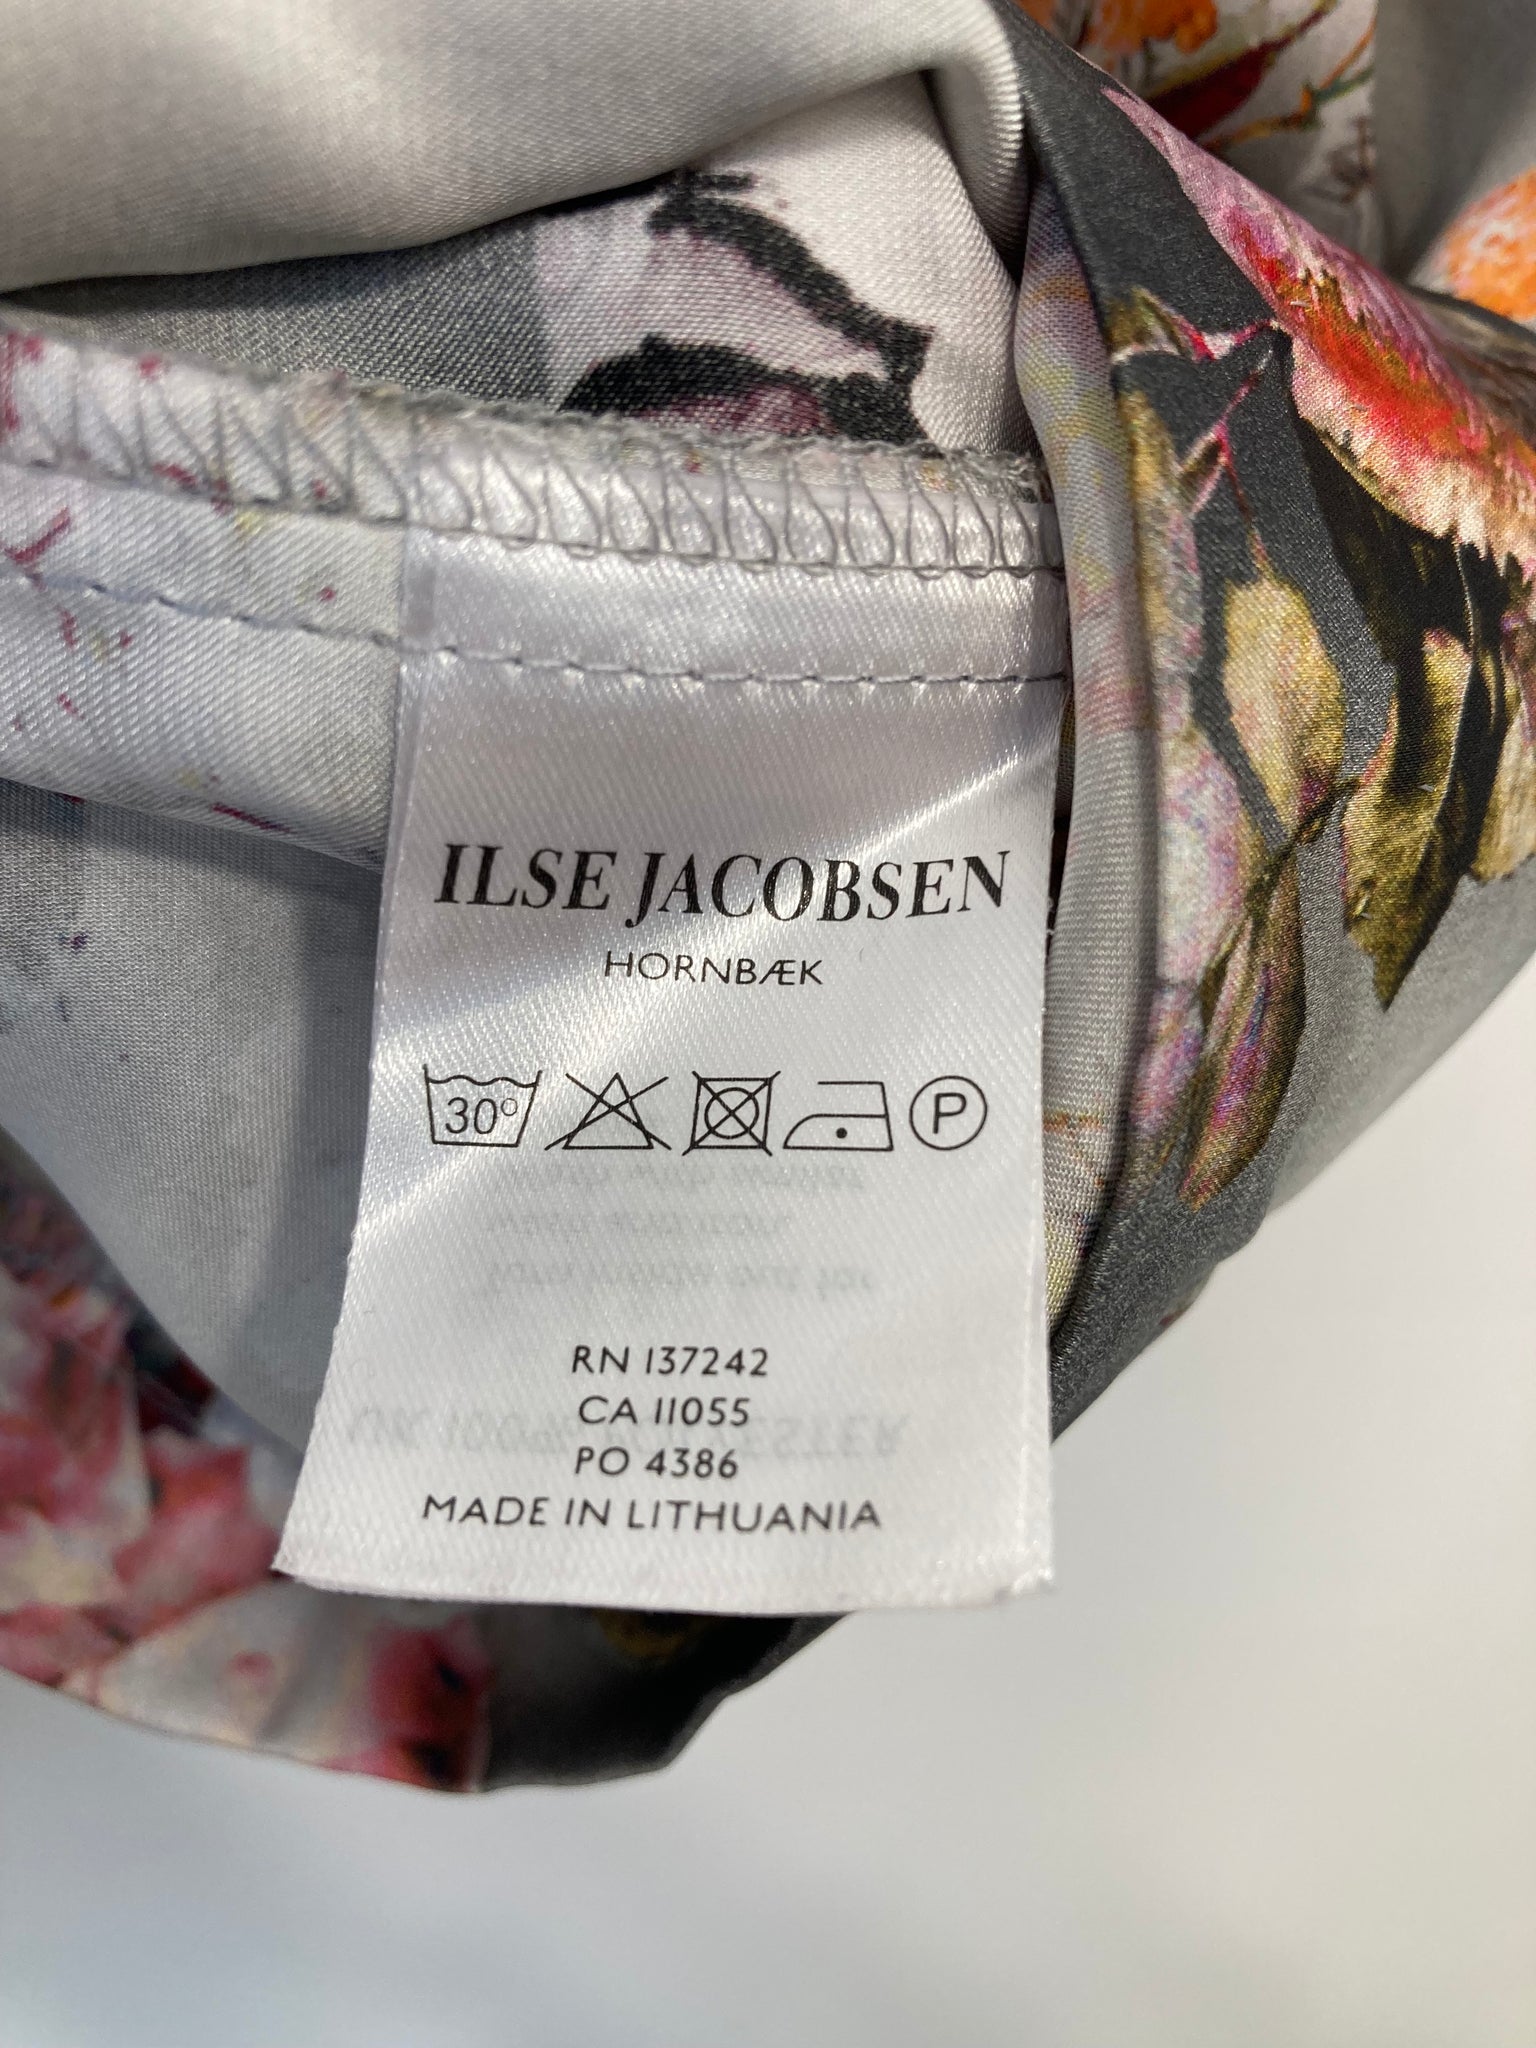 ILSE JACOBSEN
HORNBÆK
30°
P
RN 137242
CA 11055
PO 4386
MADE IN LITHUANIA